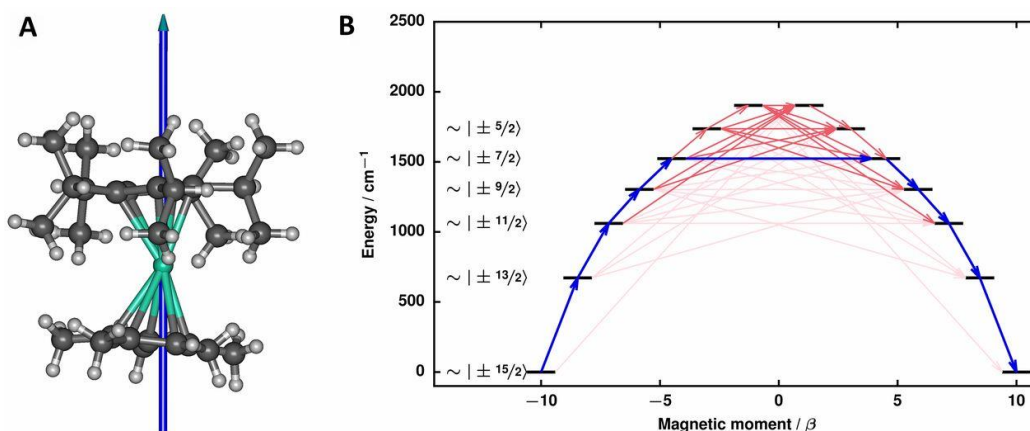 A
B
2500
2000
1500
1000
500
0
Energy / cm⁻¹
∼ | ± 5/2⟩
∼ | ± 7/2⟩
∼ | ± 9/2⟩
∼ | ± 11/2⟩
∼ | ± 13/2⟩
∼ | ± 15/2⟩
−10
−5
0
5
10
Magnetic moment / β